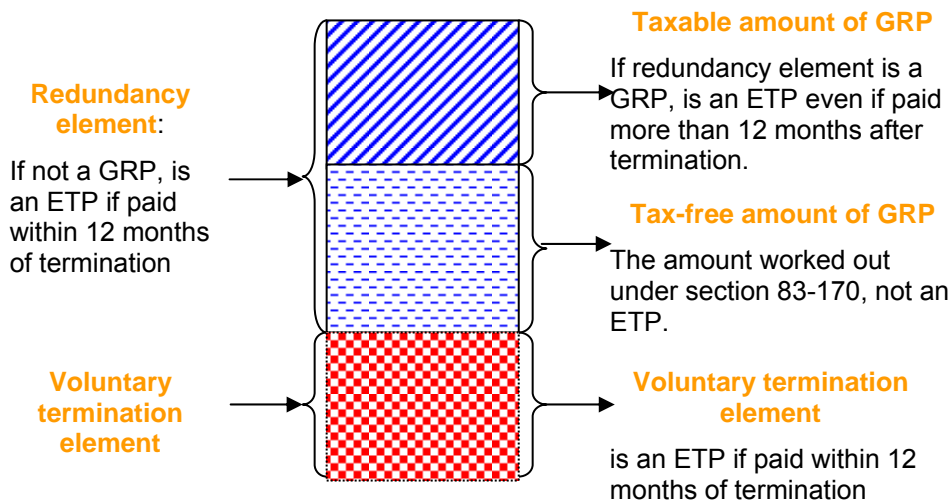 Redundancy
element:
If not a GRP, is
an ETP if paid
within 12 months
of termination
Voluntary
termination
element
Taxable amount of GRP
If redundancy element is a
GRP, is an ETP even if paid
more than 12 months after
termination.
Tax-free amount of GRP
The amount worked out
under section 83-170, not an
ETP.
Voluntary termination
element
is an ETP if paid within 12
months of termination